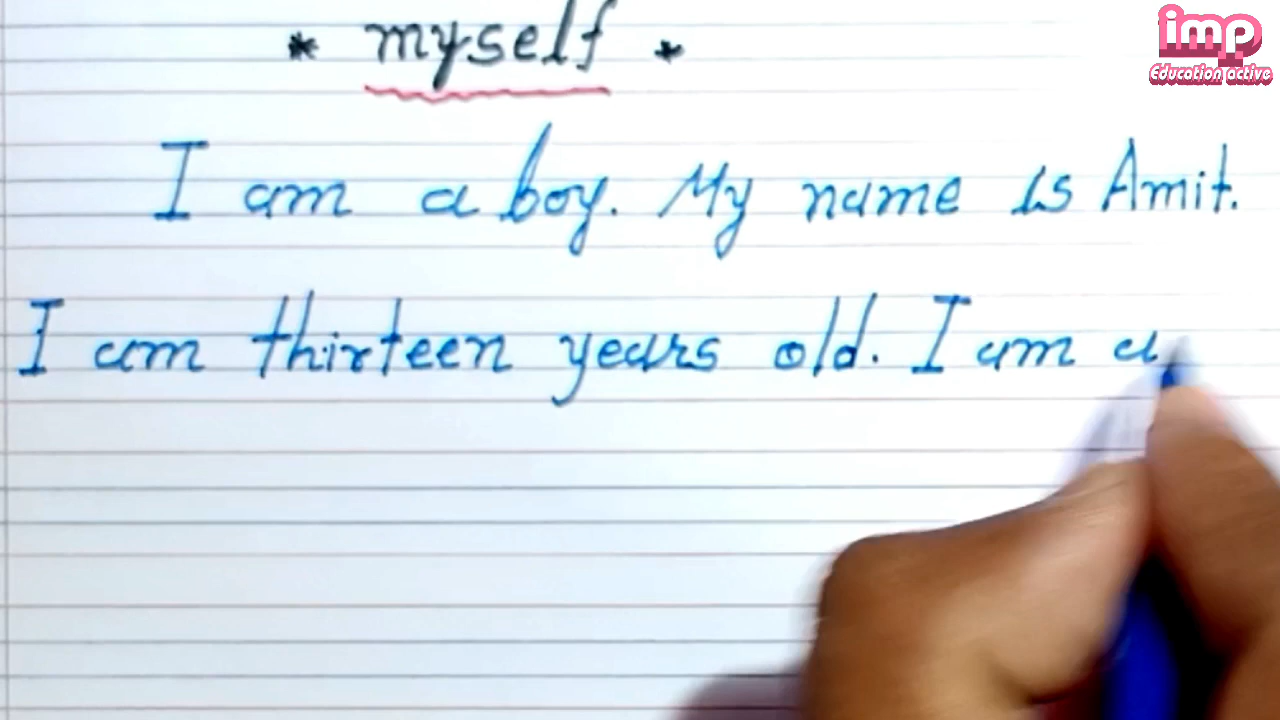 * myself *
imp
Education active
I am a boy. My name is Amit.
I am thirteen years old. I am a